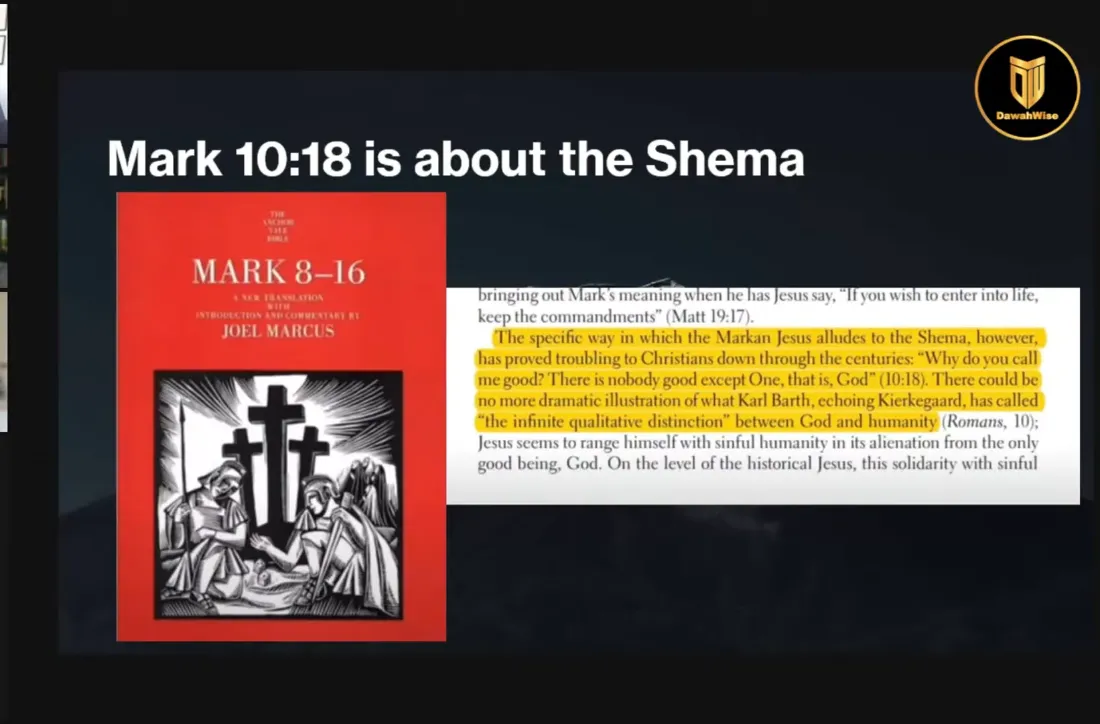 DawahWise
Mark 10:18 is about the Shema
THE
ANCHOR
YALE
BIBLE
MARK 8–16
A NEW TRANSLATION
WITH
INTRODUCTION AND COMMENTARY BY
JOEL MARCUS
bringing out Mark’s meaning when he has Jesus say, “If you wish to enter into life,
keep the commandments” (Matt 19:17).
The specific way in which the Markan Jesus alludes to the Shema, however,
has proved troubling to Christians down through the centuries: “Why do you call
me good? There is nobody good except One, that is, God” (10:18). There could be
no more dramatic illustration of what Karl Barth, echoing Kierkegaard, has called
“the infinite qualitative distinction” between God and humanity (Romans, 10);
Jesus seems to range himself with sinful humanity in its alienation from the only
good being, God. On the level of the historical Jesus, this solidarity with sinful